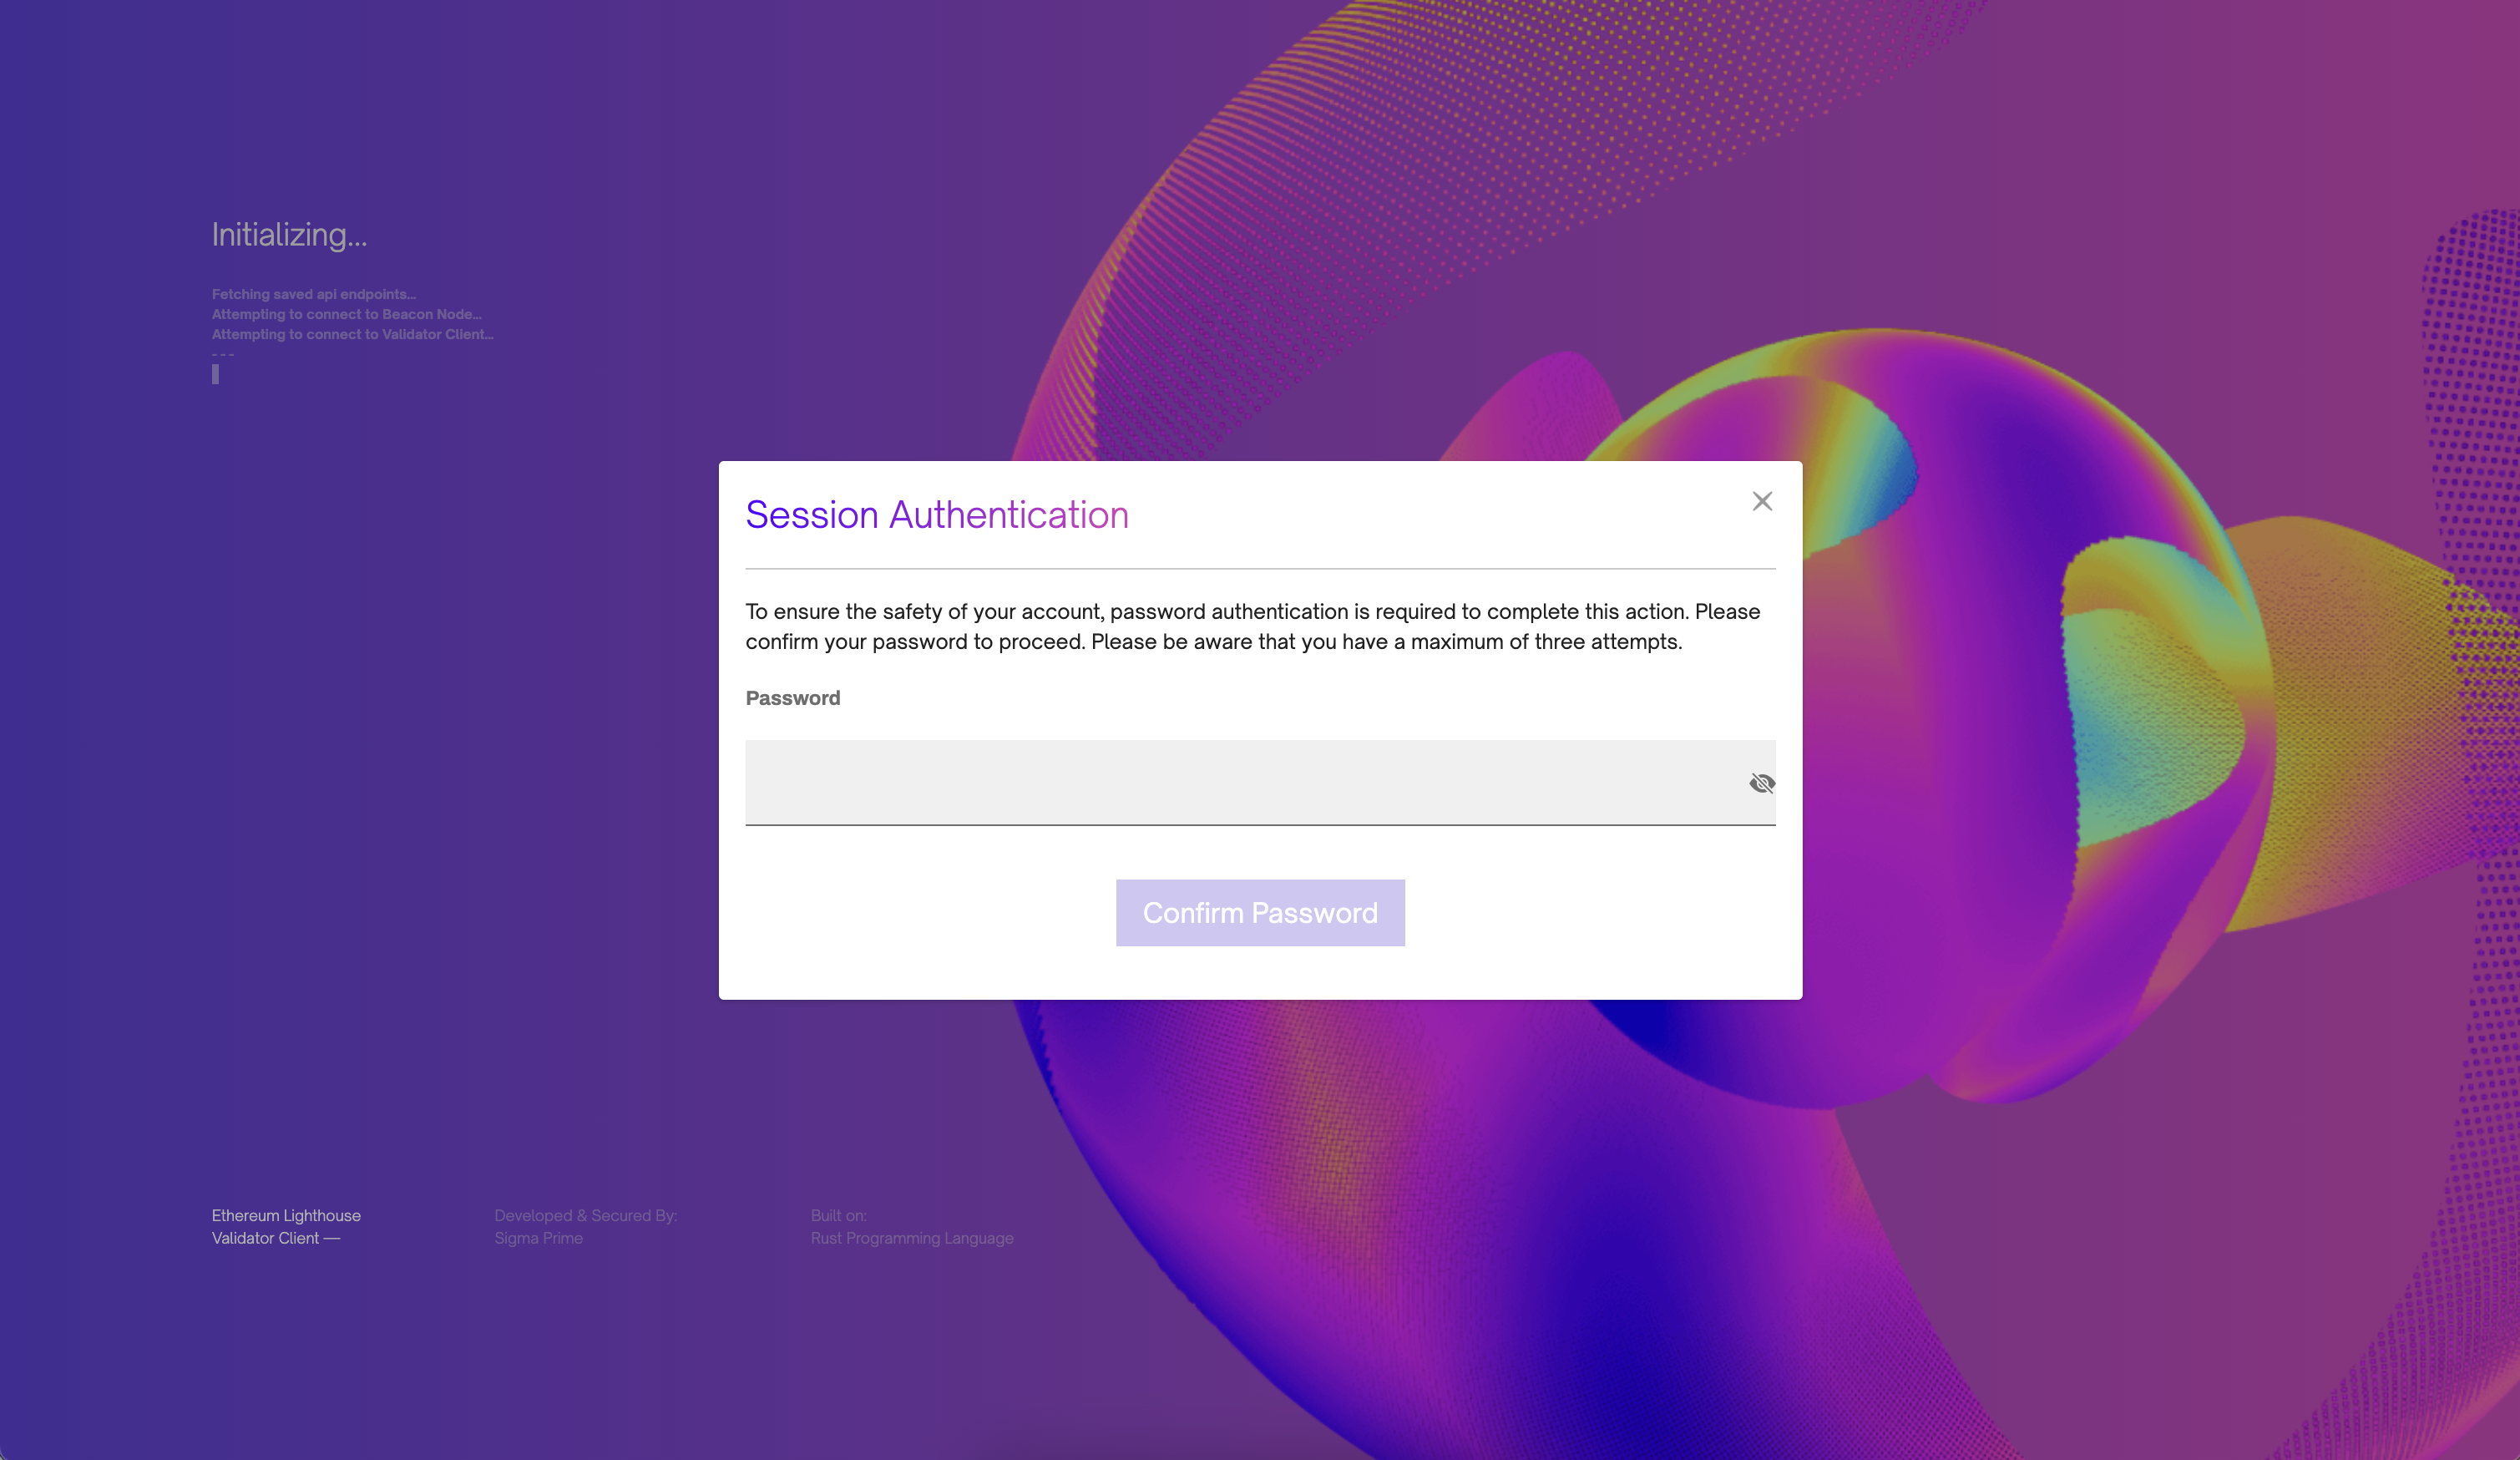 Initializing...
Fetching saved api endpoints...
Attempting to connect to Beacon Node...
Attempting to connect to Validator Client...
---
Session Authentication
To ensure the safety of your account, password authentication is required to complete this action. Please
confirm your password to proceed. Please be aware that you have a maximum of three attempts.
Password
Confirm Password
Ethereum Lighthouse
Validator Client —
Developed & Secured By:
Sigma Prime
Built on:
Rust Programming Language